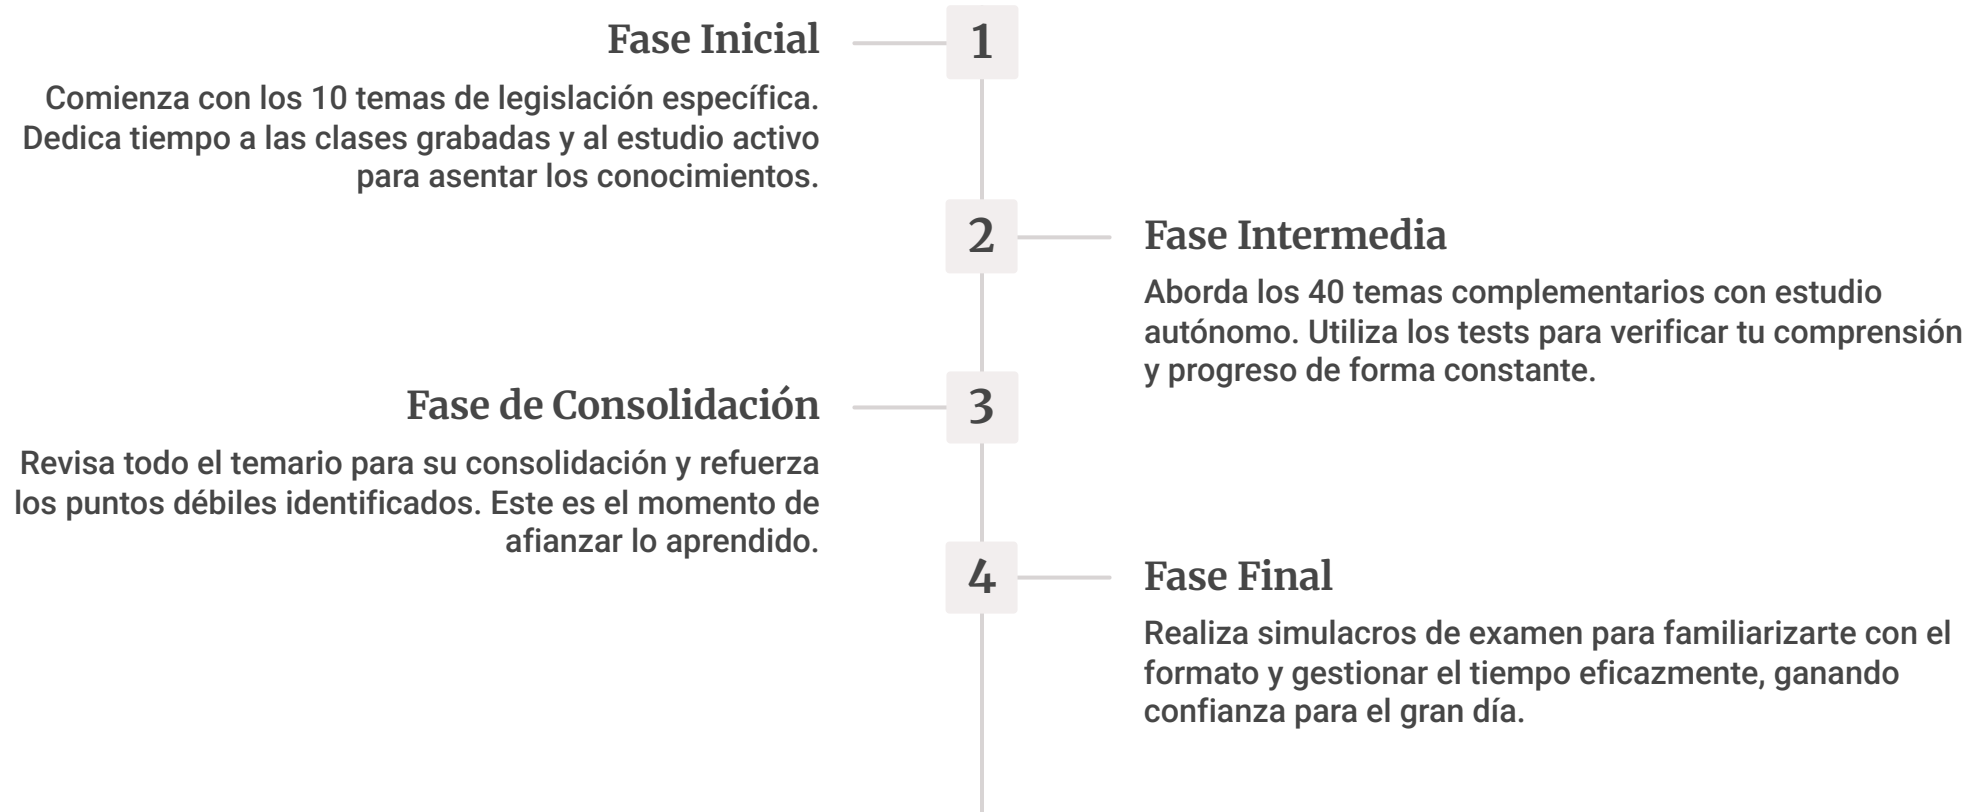 Fase Inicial
1
Comienza con los 10 temas de legislación específica.
Dedica tiempo a las clases grabadas y al estudio activo
para asentar los conocimientos.
2
Fase Intermedia
Aborda los 40 temas complementarios con estudio
autónomo. Utiliza los tests para verificar tu comprensión
y progreso de forma constante.
Fase de Consolidación
3
Revisa todo el temario para su consolidación y refuerza
los puntos débiles identificados. Este es el momento de
afianzar lo aprendido.
4
Fase Final
Realiza simulacros de examen para familiarizarte con el
formato y gestionar el tiempo eficazmente, ganando
confianza para el gran día.